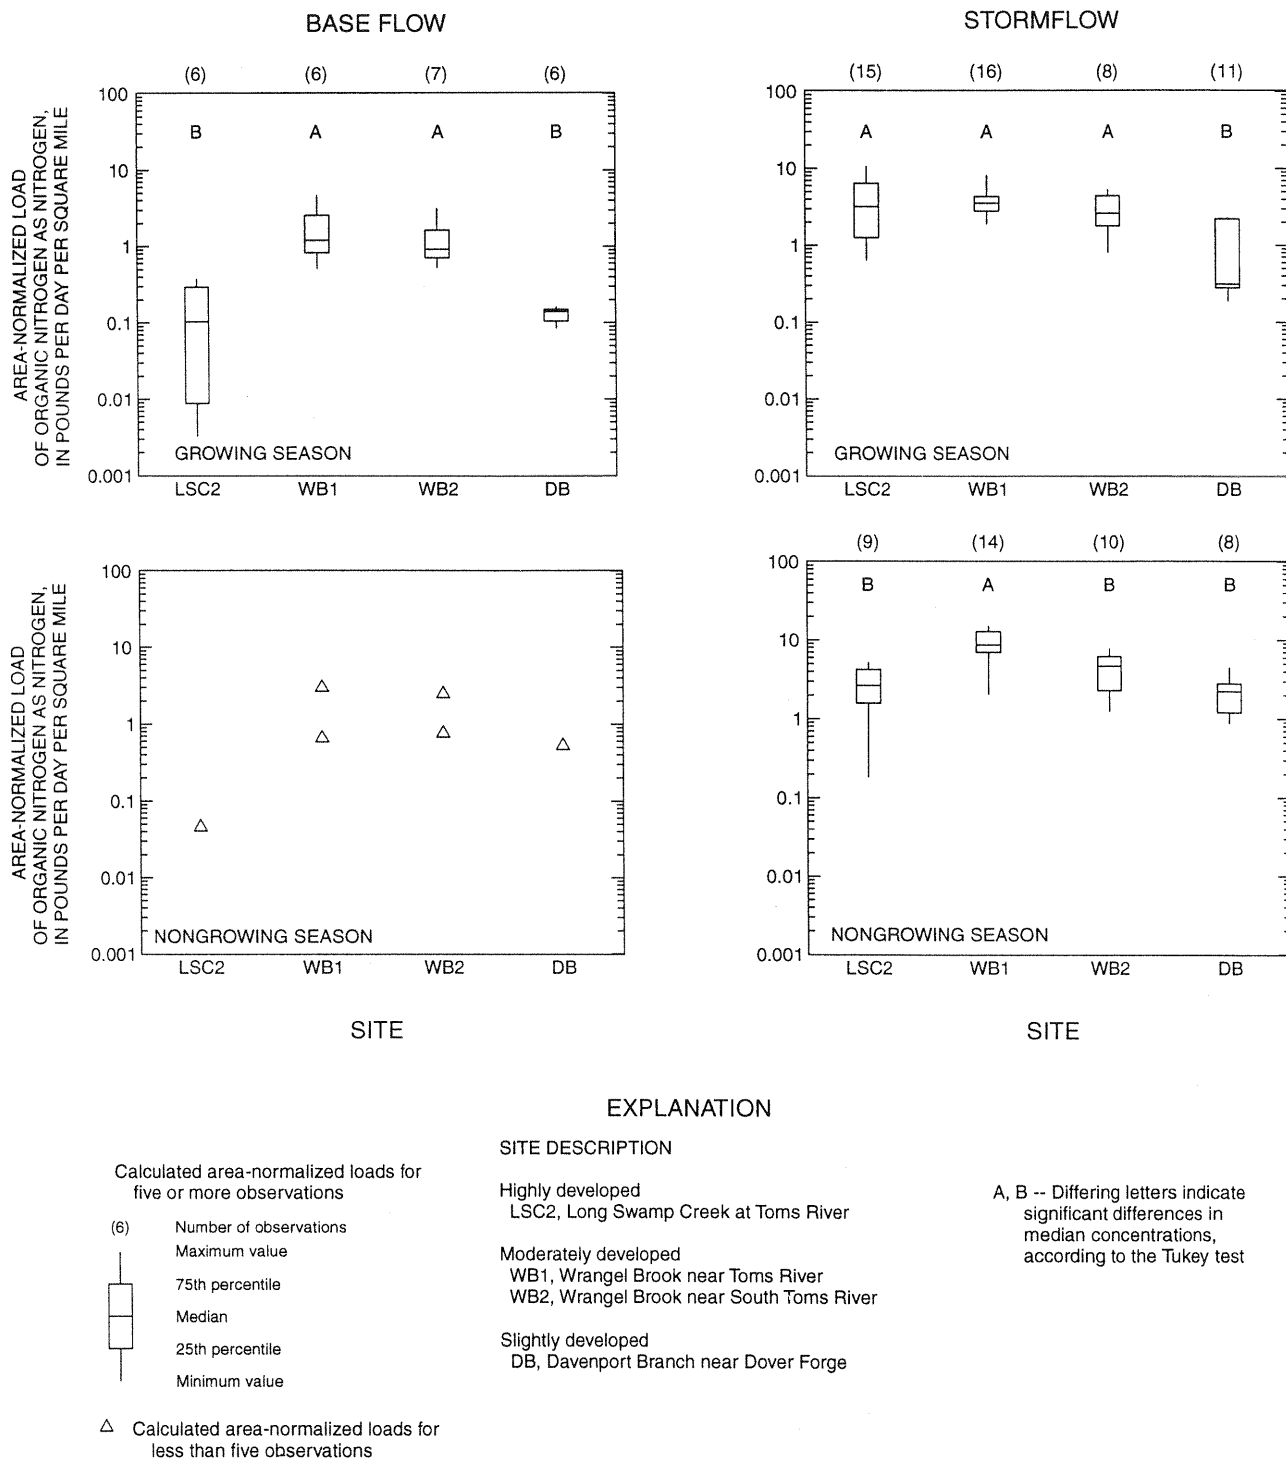 BASE FLOW
(6) (6) (7) (6)
AREA-NORMALIZED LOAD
OF ORGANIC NITROGEN AS NITROGEN,
IN POUNDS PER DAY PER SQUARE MILE
100
10
1
0.1
0.01
0.001
B A A B
GROWING SEASON
LSC2 WB1 WB2 DB
STORMFLOW
(15) (16) (8) (11)
100
10
1
0.1
0.01
0.001
A A A B
GROWING SEASON
LSC2 WB1 WB2 DB
AREA-NORMALIZED LOAD
OF ORGANIC NITROGEN AS NITROGEN,
IN POUNDS PER DAY PER SQUARE MILE
100
10
1
0.1
0.01
0.001
NONGROWING SEASON
LSC2 WB1 WB2 DB
SITE
(9) (14) (10) (8)
100
10
1
0.1
0.01
0.001
B A B B
NONGROWING SEASON
LSC2 WB1 WB2 DB
SITE
EXPLANATION
Calculated area-normalized loads for
five or more observations
(6) Number of observations
Maximum value
75th percentile
Median
25th percentile
Minimum value
Calculated area-normalized loads for
less than five observations
SITE DESCRIPTION
Highly developed
LSC2, Long Swamp Creek at Toms River
Moderately developed
WB1, Wrangel Brook near Toms River
WB2, Wrangel Brook near South Toms River
Slightly developed
DB, Davenport Branch near Dover Forge
A, B -- Differing letters indicate
significant differences in
median concentrations,
according to the Tukey test